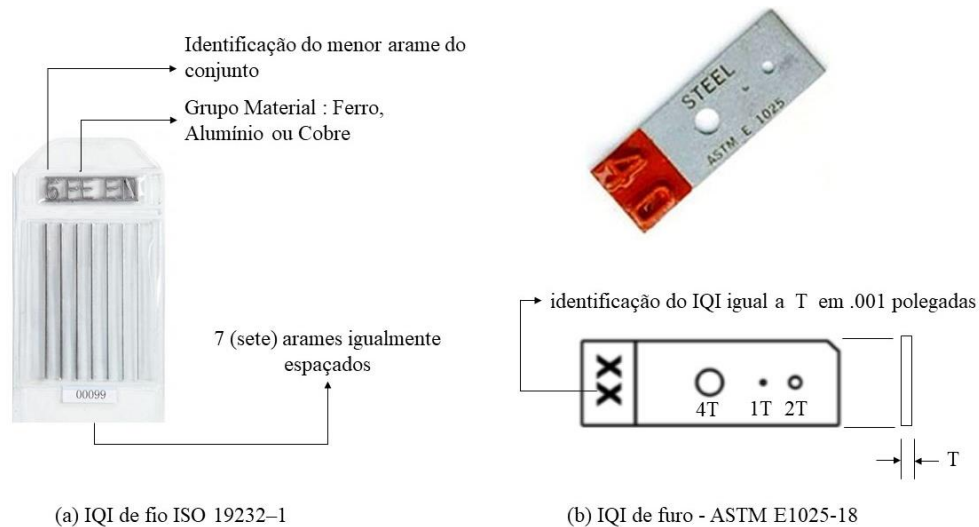 Identificação do menor arame do
conjunto
Grupo Material : Ferro,
Alumínio ou Cobre
6FE EN
7 (sete) arames igualmente
espaçados
00099
(a) IQI de fio ISO 19232–1
STEEL
ASTM E 1025
40
identificação do IQI igual a T em .001 polegadas
XX
4T 1T 2T
T
(b) IQI de furo - ASTM E1025-18